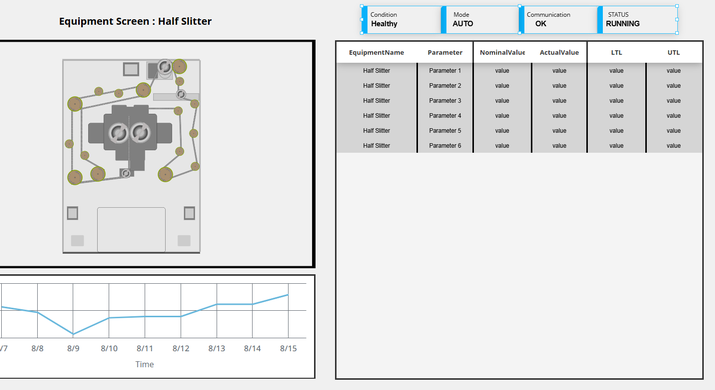 Equipment Screen : Half Slitter
Condition
Healthy
Mode
AUTO
Communication
OK
STATUS
RUNNING
EquipmentName Parameter NominalValue ActualValue LTL UTL
Half Slitter Parameter 1 value value value value
Half Slitter Parameter 2 value value value value
Half Slitter Parameter 3 value value value value
Half Slitter Parameter 4 value value value value
Half Slitter Parameter 5 value value value value
Half Slitter Parameter 6 value value value value
/7 8/8 8/9 8/10 8/11 8/12 8/13 8/14 8/15
Time